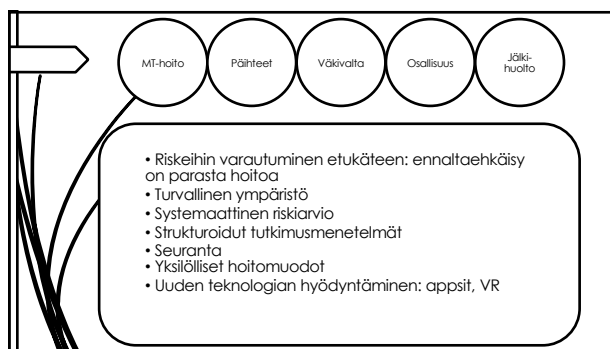 MT-hoito
Päihteet
Väkivalta
Osallisuus
Jälki-
huolto
• Riskeihin varautuminen etukäteen: ennaltaehkäisy
on parasta hoitoa
• Turvallinen ympäristö
• Systemaattinen riskiarvio
• Strukturoidut tutkimusmenetelmät
• Seuranta
• Yksilölliset hoitomuodot
• Uuden teknologian hyödyntäminen: appsit, VR